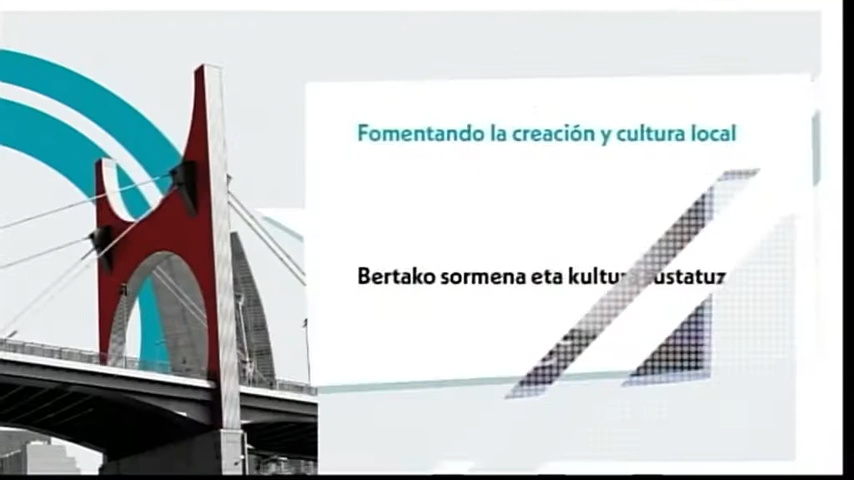 Fomentando la creación y cultura local
Bertako sormena eta